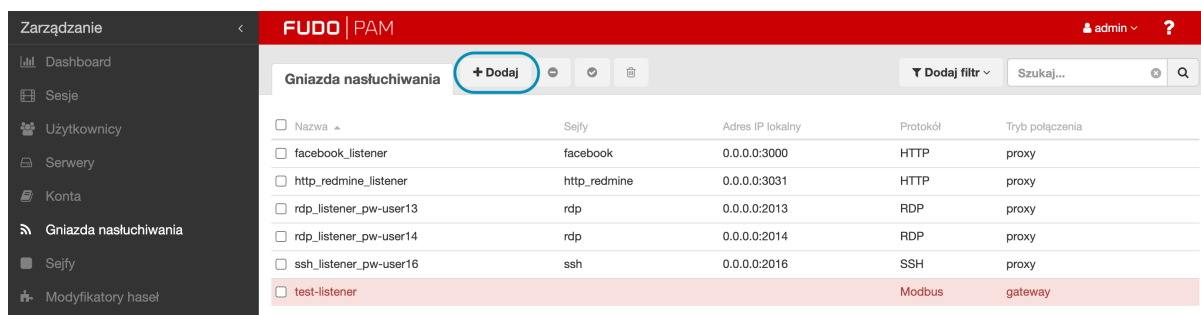 Zarządzanie
FUDO PAM
admin
?
Dashboard
Sesje
Użytkownicy
Serwery
Konta
Gniazda nasłuchiwania
Sejfy
Modyfikatory haseł
Gniazda nasłuchiwania
+ Dodaj
Dodaj filtr
Szukaj...
Nazwa Sejfy Adres IP lokalny Protokół Tryb połączenia
facebook_listener facebook 0.0.0.0:3000 HTTP proxy
http_redmine_listener http_redmine 0.0.0.0:3031 HTTP proxy
rdp_listener_pw-user13 rdp 0.0.0.0:2013 RDP proxy
rdp_listener_pw-user14 rdp 0.0.0.0:2014 RDP proxy
ssh_listener_pw-user16 ssh 0.0.0.0:2016 SSH proxy
test-listener Modbus gateway